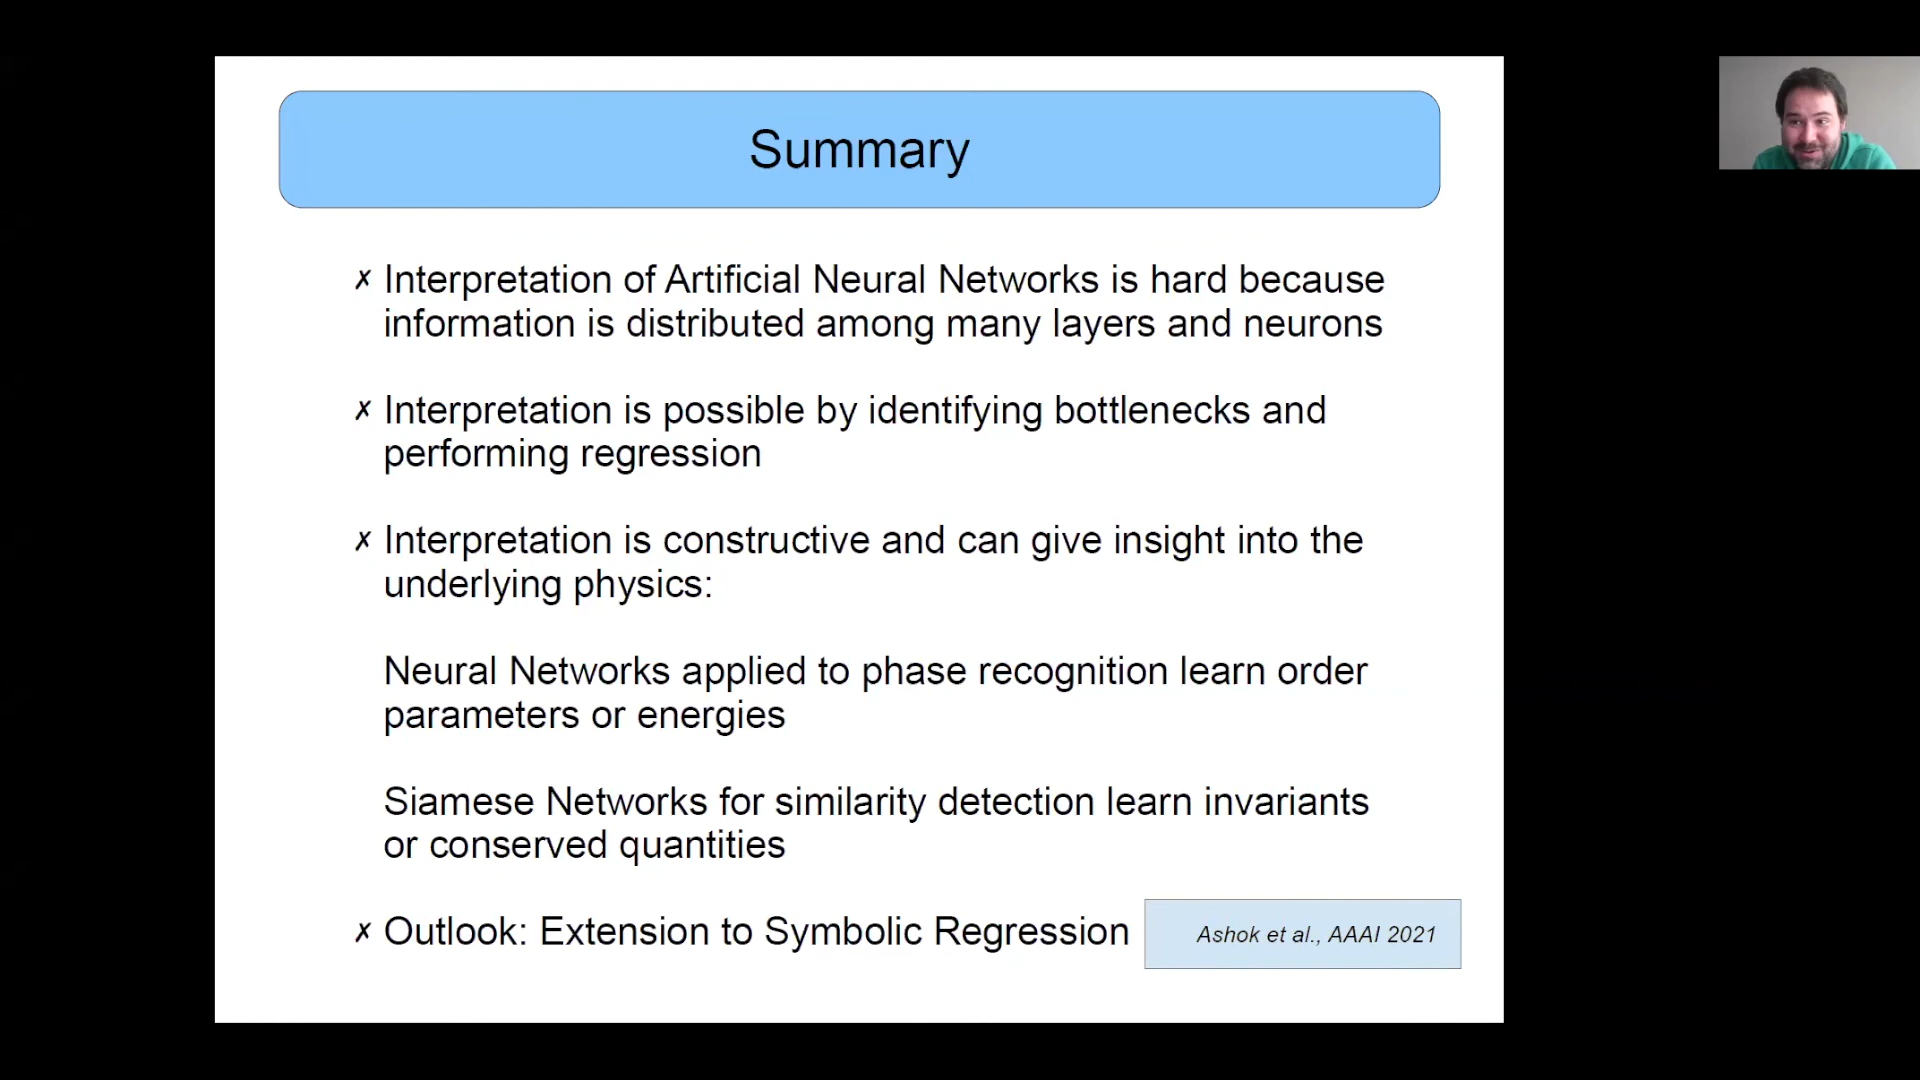 Summary
✗ Interpretation of Artificial Neural Networks is hard because
information is distributed among many layers and neurons
✗ Interpretation is possible by identifying bottlenecks and
performing regression
✗ Interpretation is constructive and can give insight into the
underlying physics:
Neural Networks applied to phase recognition learn order
parameters or energies
Siamese Networks for similarity detection learn invariants
or conserved quantities
✗ Outlook: Extension to Symbolic Regression
Ashok et al., AAAI 2021